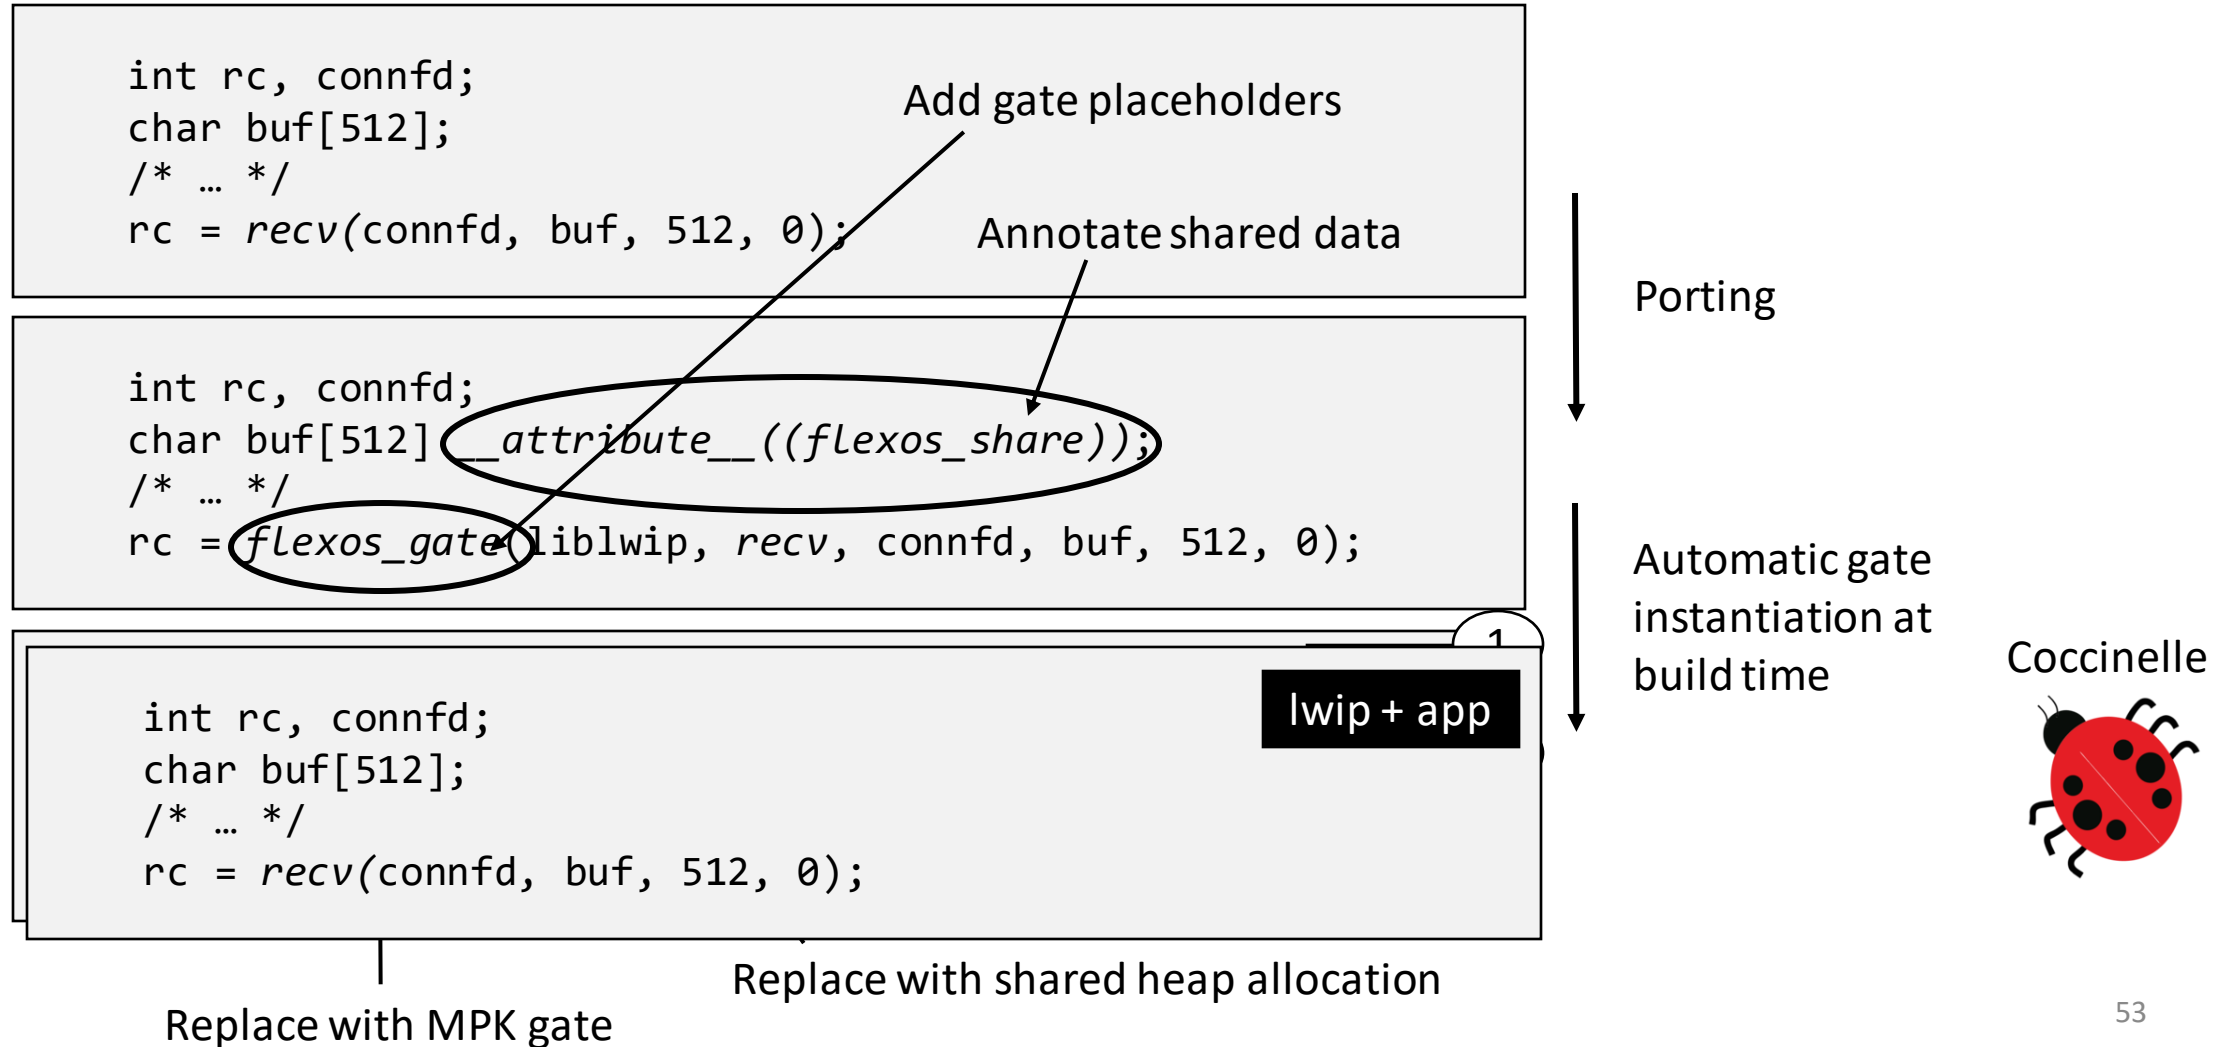 int rc, connfd;
char buf[512];
/* … */
rc = recv(connfd, buf, 512, 0);
Add gate placeholders
Annotate shared data
Porting
int rc, connfd;
char buf[512] __attribute__((flexos_share));
/* … */
rc = flexos_gate(liblwip, recv, connfd, buf, 512, 0);
Automatic gate
instantiation at
build time
Coccinelle
1
lwip + app
int rc, connfd;
char buf[512];
/* … */
rc = recv(connfd, buf, 512, 0);
Replace with shared heap allocation
Replace with MPK gate
53